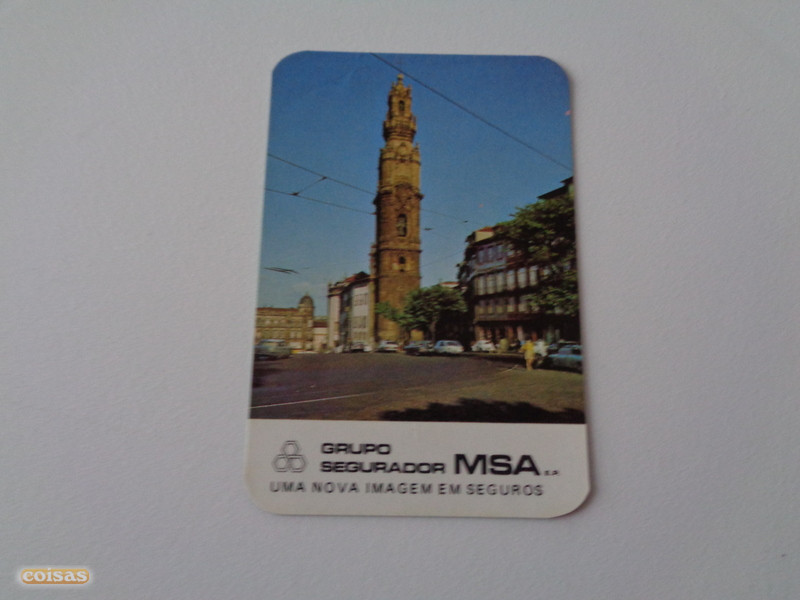 GRUPO
SEGURADOR MSA E.P.
UMA NOVA IMAGEM EM SEGUROS
coisas